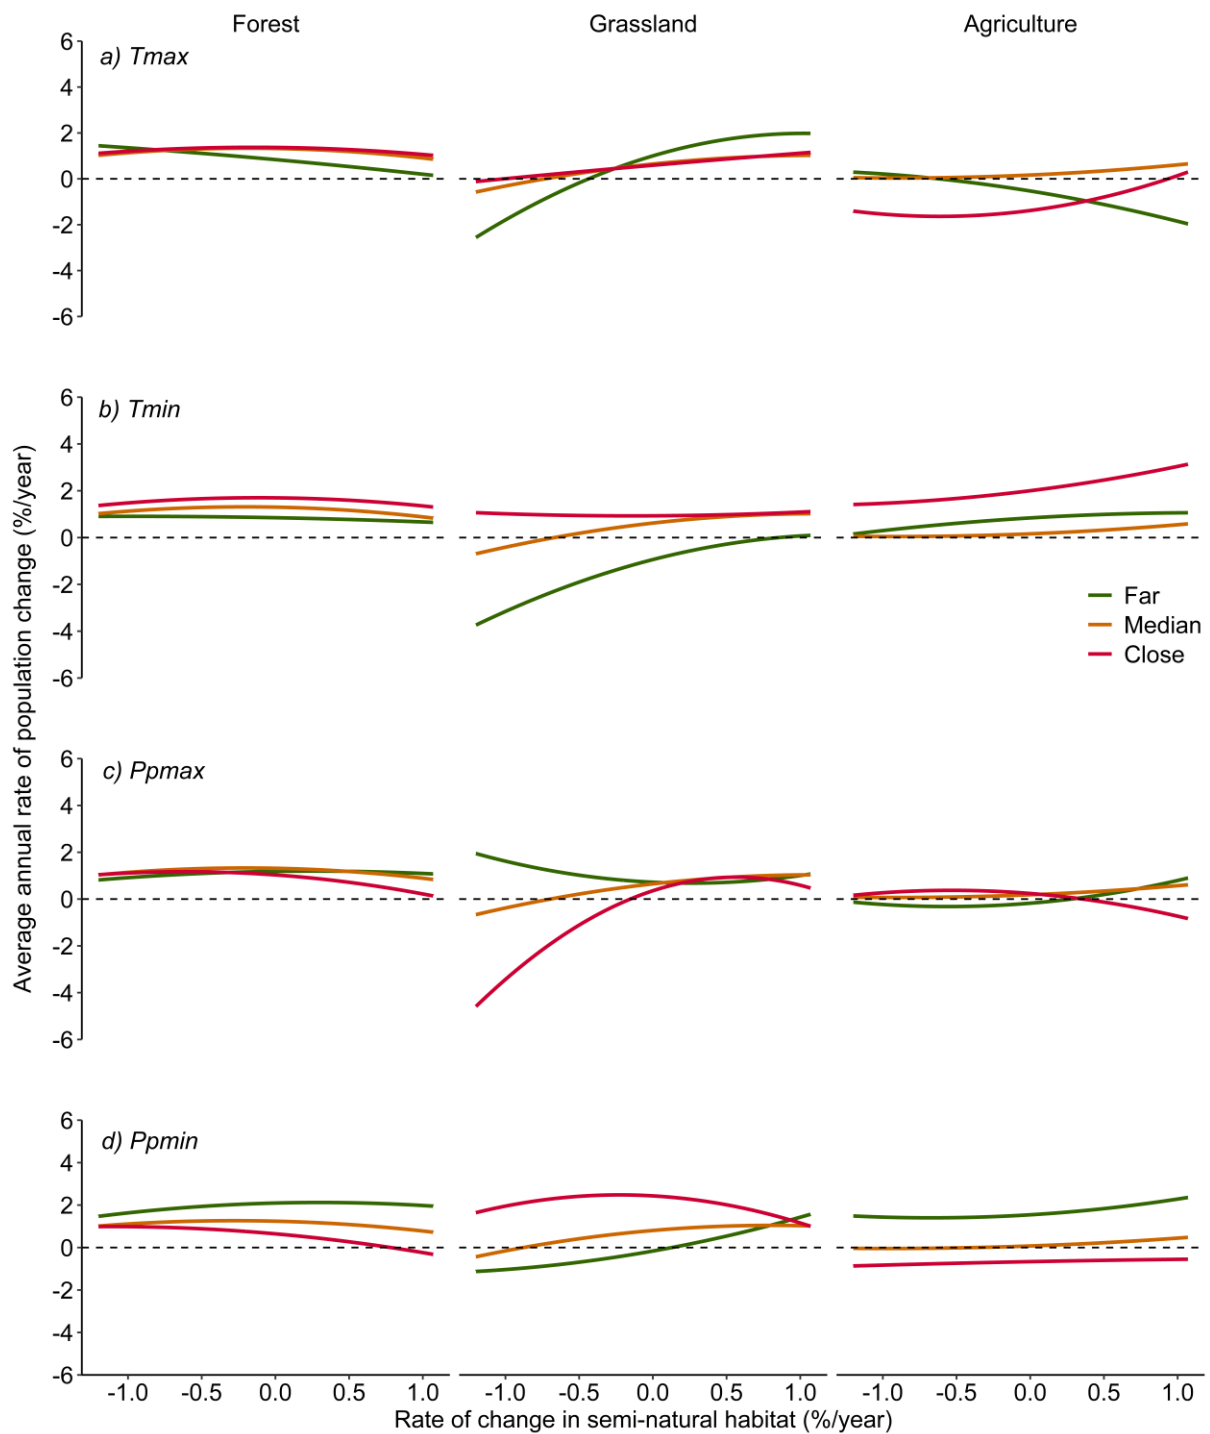 Forest Grassland Agriculture
a) Tmax
6
4
2
0
-2
-4
-6
b) Tmin
6
4
2
0
-2
-4
-6
Far
Median
Close
Average annual rate of population change (%/year)
c) Ppmax
6
4
2
0
-2
-4
-6
d) Ppmin
6
4
2
0
-2
-4
-6
-1.0 -0.5 0.0 0.5 1.0 -1.0 -0.5 0.0 0.5 1.0 -1.0 -0.5 0.0 0.5 1.0
Rate of change in semi-natural habitat (%/year)